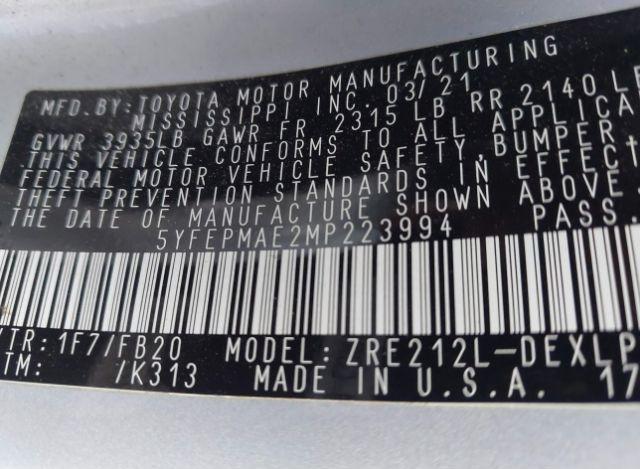 MFD. BY: TOYOTA MOTOR MANUFACTURING
MISSISSIPPI INC. 03/21
GVWR 3935LB GAWR FR 2315 LB RR 2140
THIS VEHICLE CONFORMS TO ALL
FEDERAL MOTOR VEHICLE SAFETY, BUMPER,
THEFT PREVENTION STANDARDS IN EFFECT
THE DATE OF MANUFACTURE SHOWN ABOVE
5YFEPMAE2MP223994 PASS
/TR: 1F7/FB20 MODEL: ZRE212L-DEXLP
TM: /K313 MADE IN U.S.A. 17